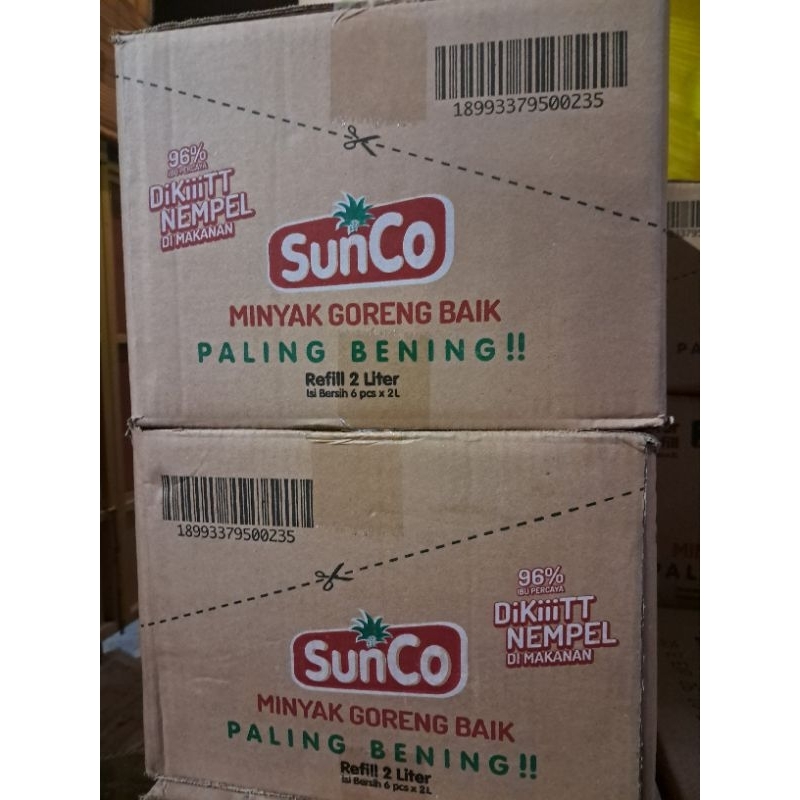 18993379500235
96%
IBU PERCAYA
DiKiiiTT
NEMPEL
DI MAKANAN
SunCo
MINYAK GORENG BAIK
PALING BENING!!
Refill 2 Liter
Isi Bersih 6 pcs x 2L
18993379500235
96%
IBU PERCAYA
DiKiiiTT
NEMPEL
DI MAKANAN
SunCo
MINYAK GORENG BAIK
PALING BENING!!
Refill 2 Liter
Isi Bersih 6 pcs x 2L